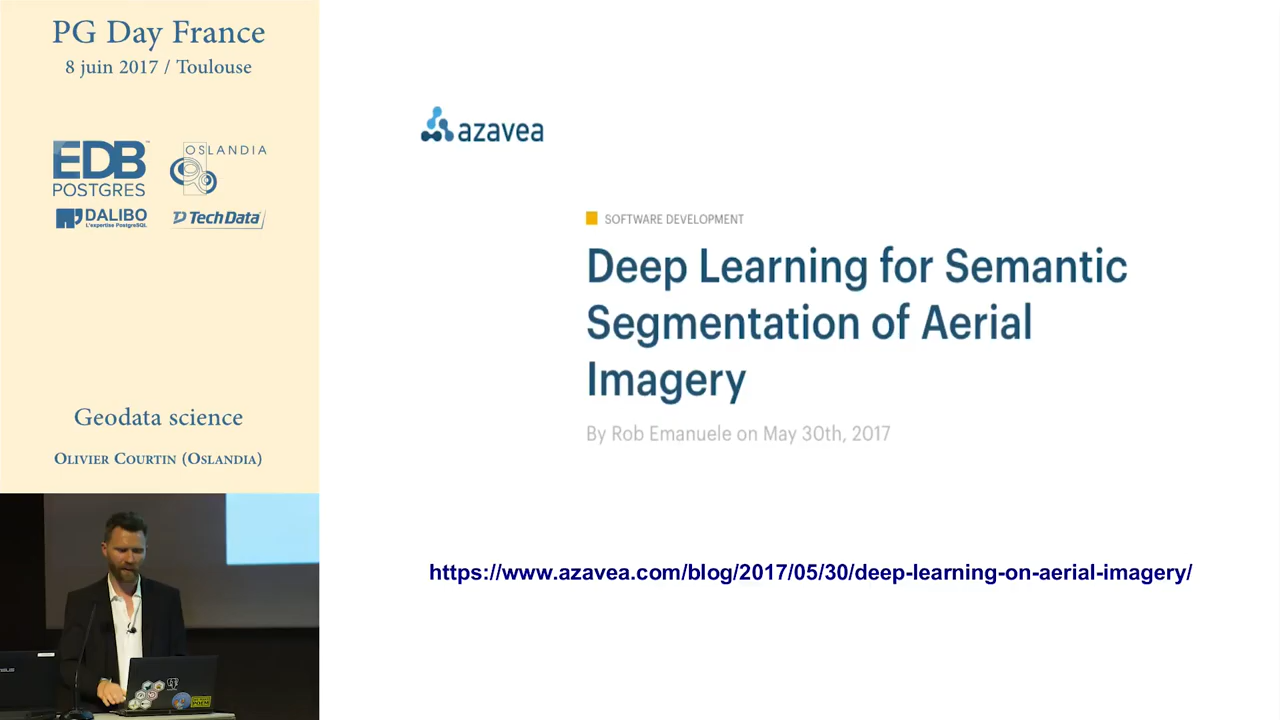 PG Day France
8 juin 2017 / Toulouse
EDB
POSTGRES
OSLANDIA
DALIBO
L'expertise PostgreSQL
TechData
Geodata science
OLIVIER COURTIN (OSLANDIA)
azavea
SOFTWARE DEVELOPMENT
Deep Learning for Semantic
Segmentation of Aerial
Imagery
By Rob Emanuele on May 30th, 2017
https://www.azavea.com/blog/2017/05/30/deep-learning-on-aerial-imagery/